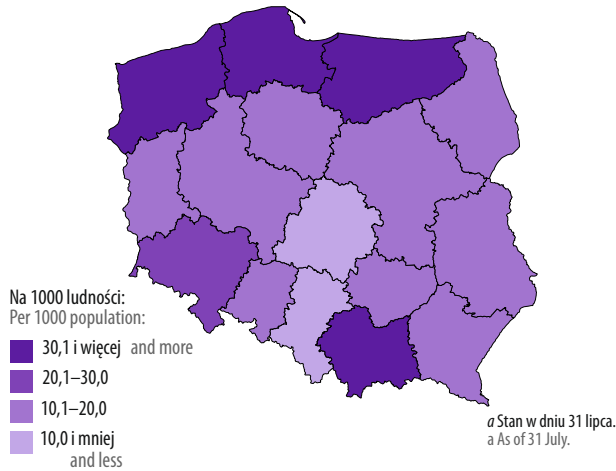 Na 1000 ludności:
Per 1000 population:
30,1 i więcej and more
20,1–30,0
10,1–20,0
10,0 i mniej
and less
a Stan w dniu 31 lipca.
a As of 31 July.